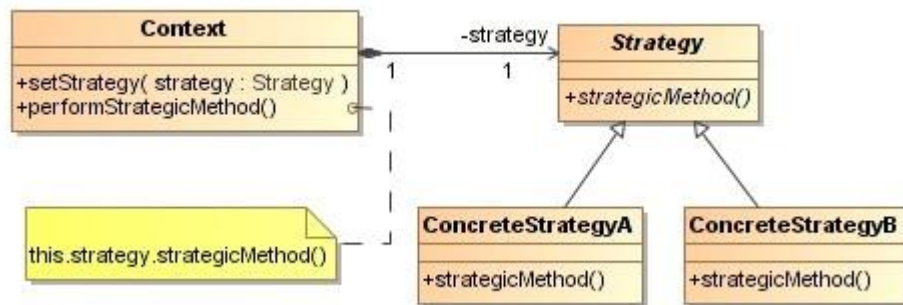 Context
+setStrategy( strategy : Strategy )
+performStrategicMethod()
-strategy
1
1
Strategy
+strategicMethod()
this.strategy.strategicMethod()
ConcreteStrategyA
+strategicMethod()
ConcreteStrategyB
+strategicMethod()